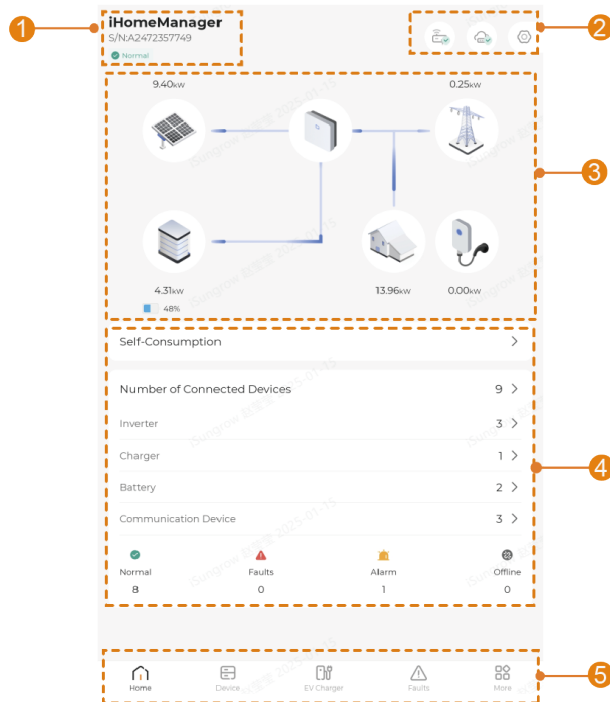 1
iHomeManager
S/N:A2472357749
Normal
2
9.40kW
0.25kW
3
4.31kW
13.96kW
0.00kW
48%
Self-Consumption
Number of Connected Devices 9
Inverter 3
Charger 1
4
Battery 2
Communication Device 3
Normal Faults Alarm Offline
8 0 1 0
5
Home Device EV Charger Faults More